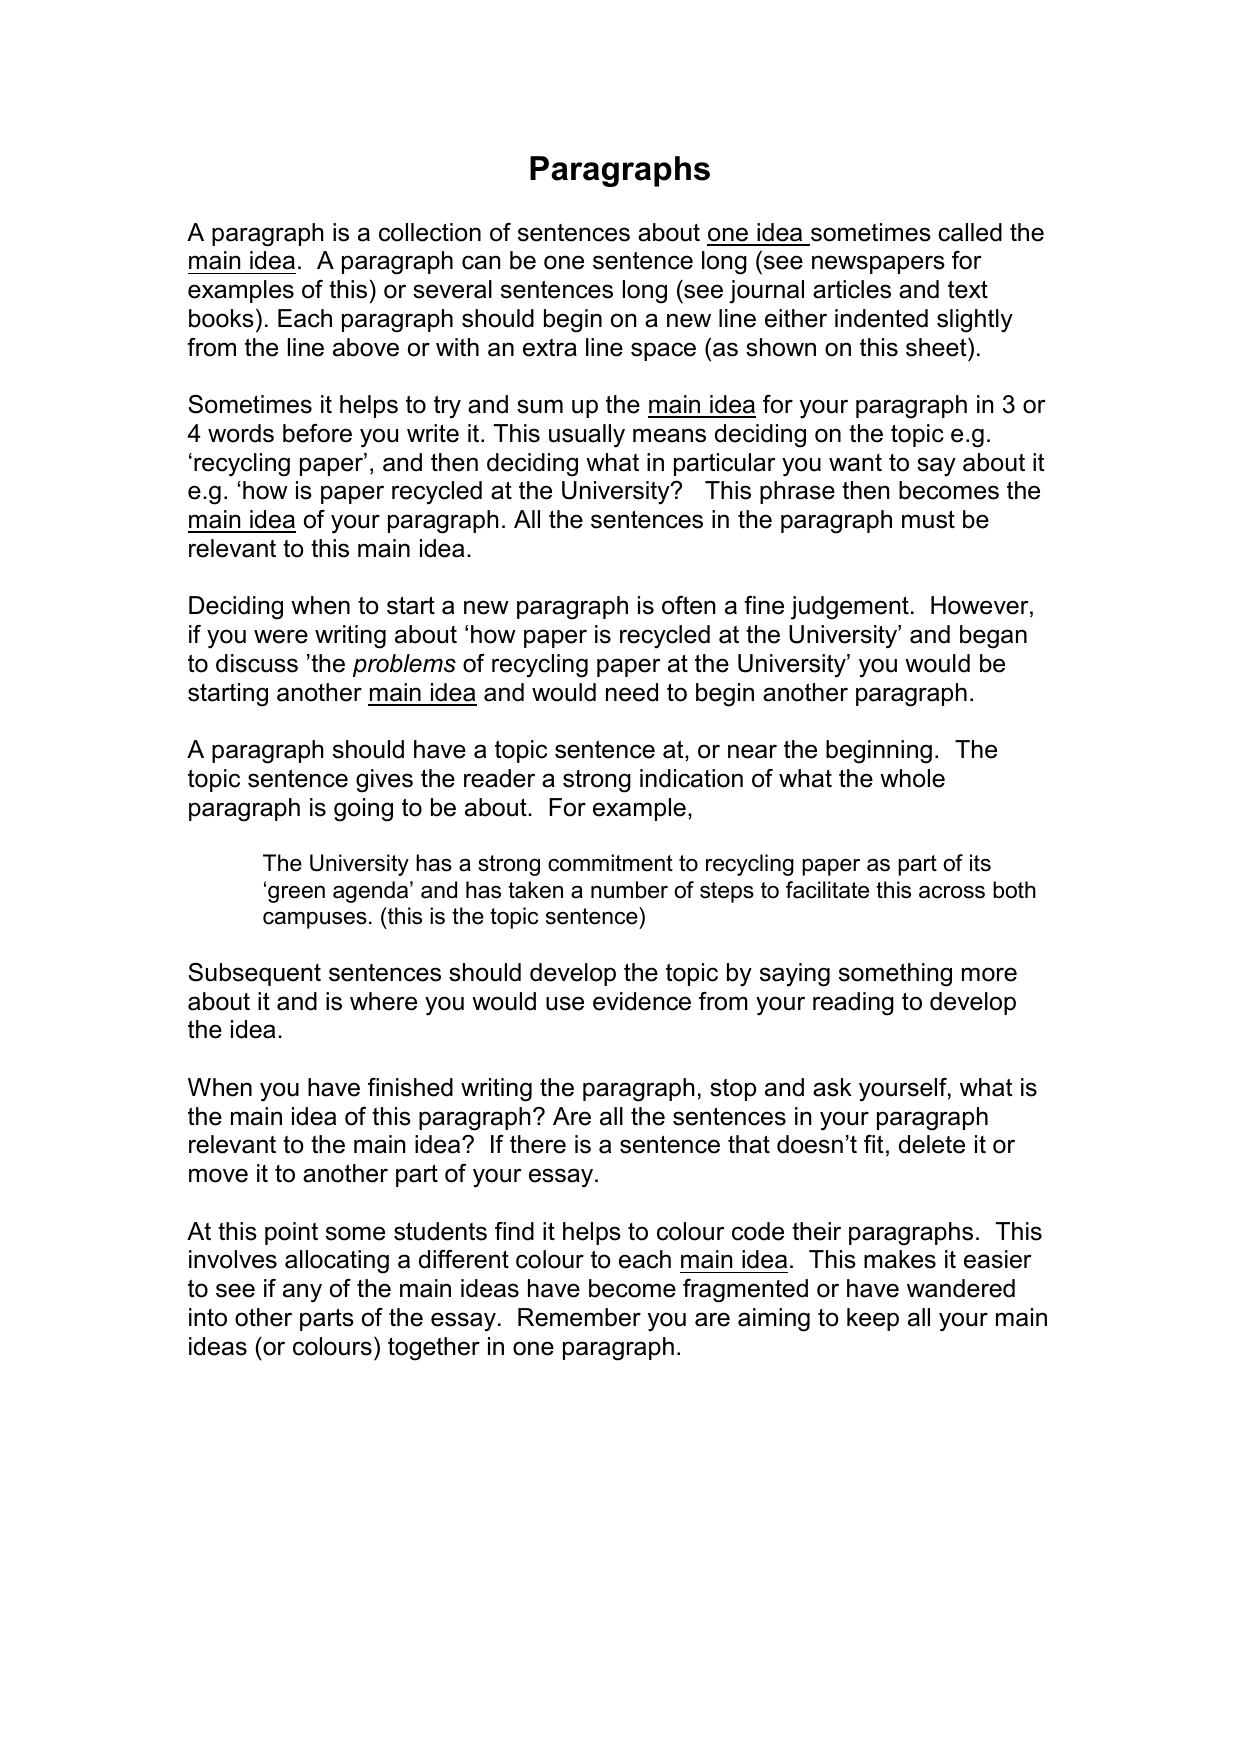 Paragraphs
A paragraph is a collection of sentences about one idea sometimes called the
main idea.  A paragraph can be one sentence long (see newspapers for
examples of this) or several sentences long (see journal articles and text
books). Each paragraph should begin on a new line either indented slightly
from the line above or with an extra line space (as shown on this sheet).
Sometimes it helps to try and sum up the main idea for your paragraph in 3 or
4 words before you write it. This usually means deciding on the topic e.g.
‘recycling paper’, and then deciding what in particular you want to say about it
e.g. ‘how is paper recycled at the University?   This phrase then becomes the
main idea of your paragraph. All the sentences in the paragraph must be
relevant to this main idea.
Deciding when to start a new paragraph is often a fine judgement.  However,
if you were writing about ‘how paper is recycled at the University’ and began
to discuss ’the problems of recycling paper at the University’ you would be
starting another main idea and would need to begin another paragraph.
A paragraph should have a topic sentence at, or near the beginning.  The
topic sentence gives the reader a strong indication of what the whole
paragraph is going to be about.  For example,
The University has a strong commitment to recycling paper as part of its
‘green agenda’ and has taken a number of steps to facilitate this across both
campuses. (this is the topic sentence)
Subsequent sentences should develop the topic by saying something more
about it and is where you would use evidence from your reading to develop
the idea.
When you have finished writing the paragraph, stop and ask yourself, what is
the main idea of this paragraph? Are all the sentences in your paragraph
relevant to the main idea?  If there is a sentence that doesn’t fit, delete it or
move it to another part of your essay.
At this point some students find it helps to colour code their paragraphs.  This
involves allocating a different colour to each main idea.  This makes it easier
to see if any of the main ideas have become fragmented or have wandered
into other parts of the essay.  Remember you are aiming to keep all your main
ideas (or colours) together in one paragraph.